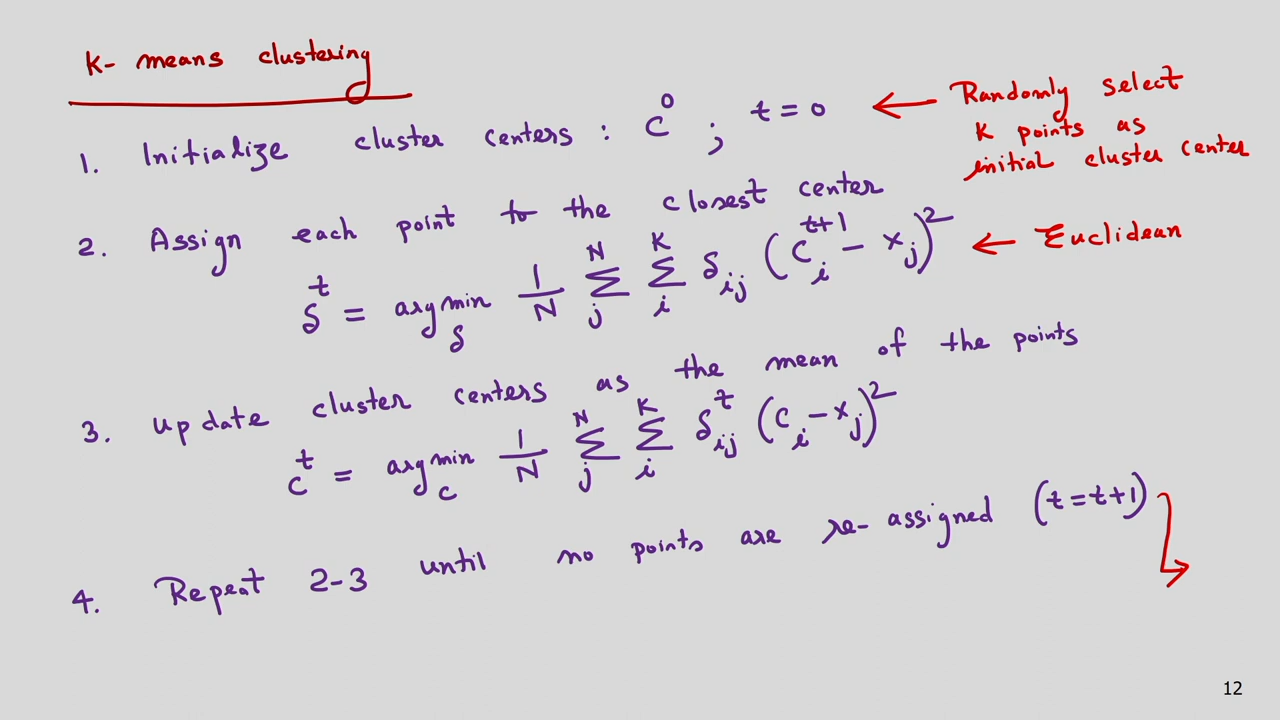 K- means clustering
1. Initialize cluster centers : C^0 ; t = 0 ← Randomly select
K points as
initial cluster center
2. Assign each point to the closest center
δ^t = argmin_δ 1/N Σ_j^N Σ_i^K δ_ij (C_i^{t+1} - x_j)^2 ← Euclidean
3. update cluster centers as the mean of the points
C^t = argmin_C 1/N Σ_j^N Σ_i^K δ_ij^t (C_i - x_j)^2
4. Repeat 2-3 until no points are re-assigned (t = t+1)
12